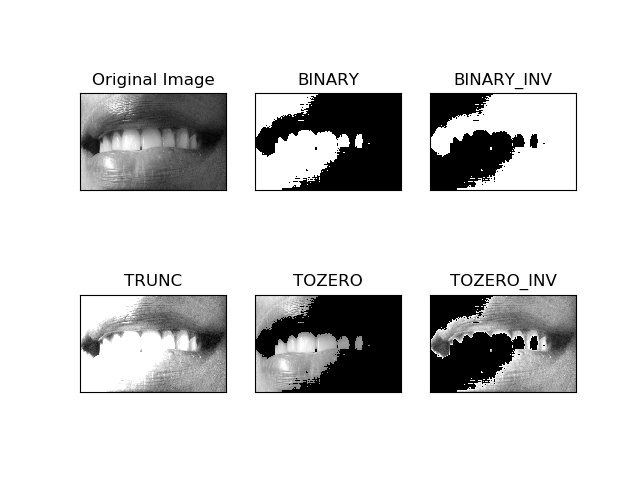 Original Image
BINARY
BINARY_INV
TRUNC
TOZERO
TOZERO_INV